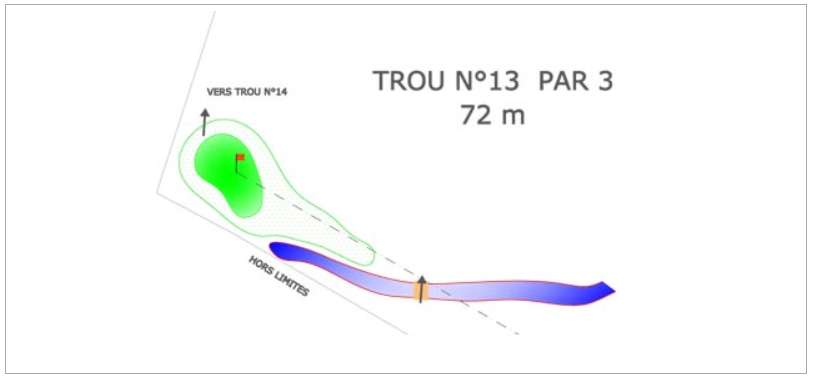 TROU N°13 PAR 3
72 m
VERS TROU N°14
HORS LIMITES